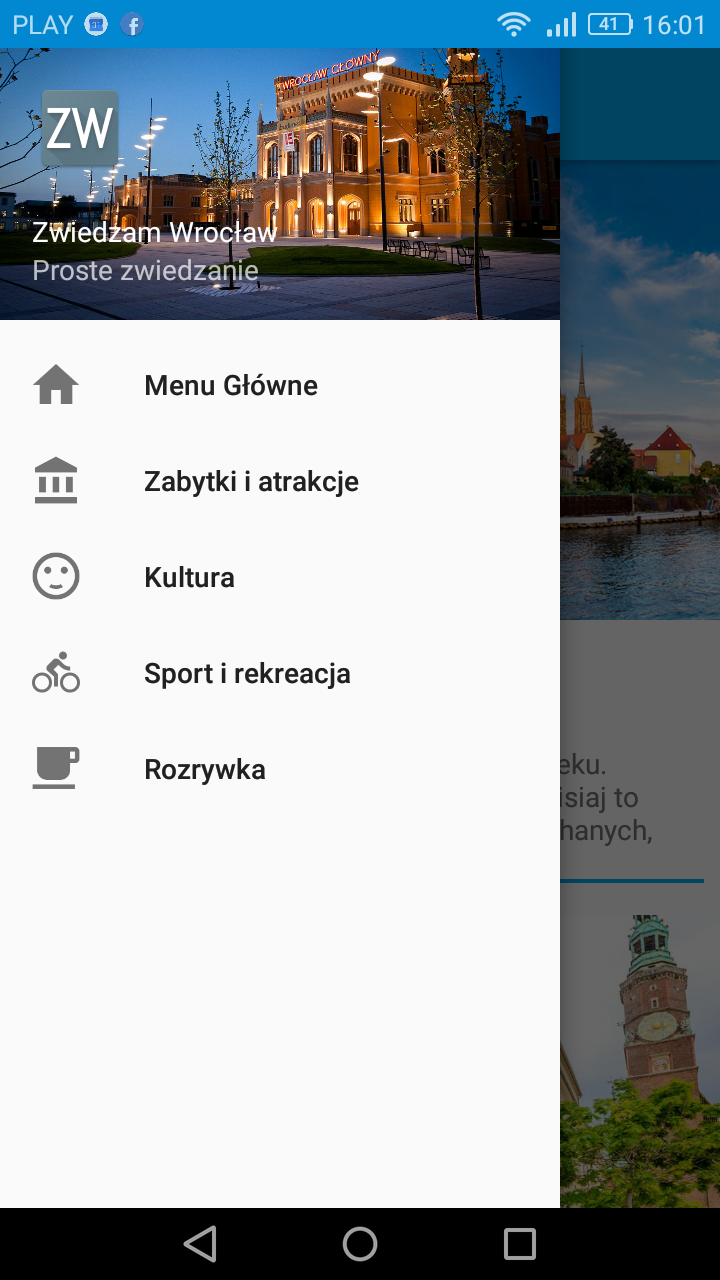 PLAY 41 16:01
WROCŁAW GŁÓWNY
ZW
Zwiedzam Wrocław
Proste zwiedzanie
Menu Główne
Zabytki i atrakcje
Kultura
Sport i rekreacja
Rozrywka
eku.
isiaj to
hanych,